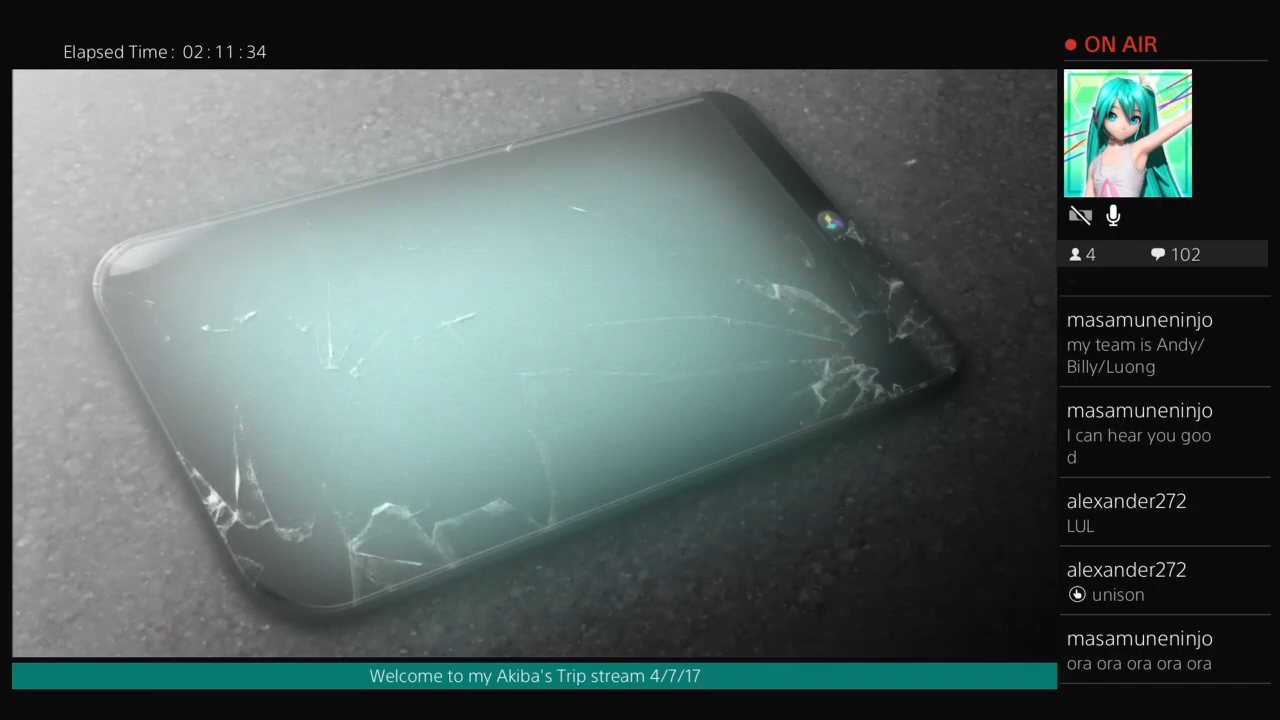 Elapsed Time: 02:11:34
ON AIR
4
102
masamuneninjo
my team is Andy/
Billy/Luong
masamuneninjo
I can hear you goo
d
alexander272
LUL
alexander272
unison
masamuneninjo
ora ora ora ora ora
Welcome to my Akiba's Trip stream 4/7/17